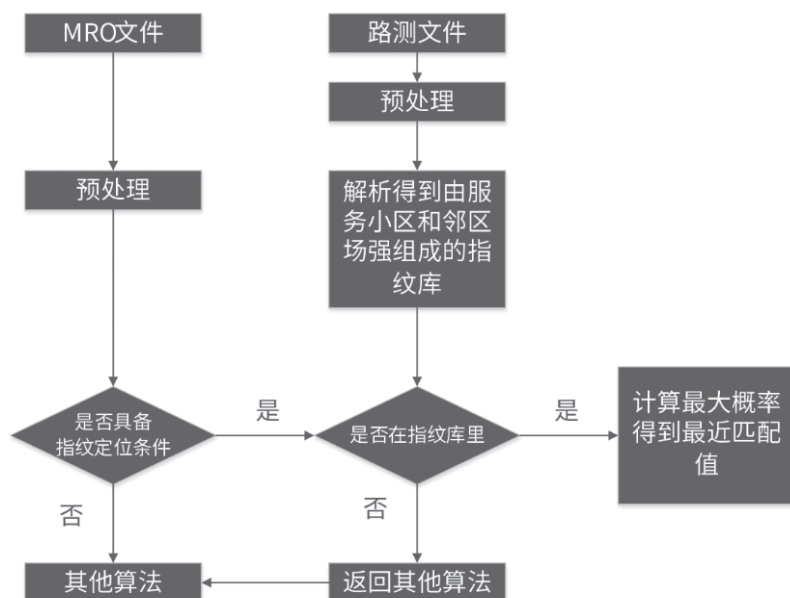 MRO文件
路测文件
预处理
预处理
解析得到由服
务小区和邻区
场强组成的指
纹库
是否具备
指纹定位条件
是
是否在指纹库里
是
计算最大概率
得到最近匹配
值
否
否
其他算法
返回其他算法